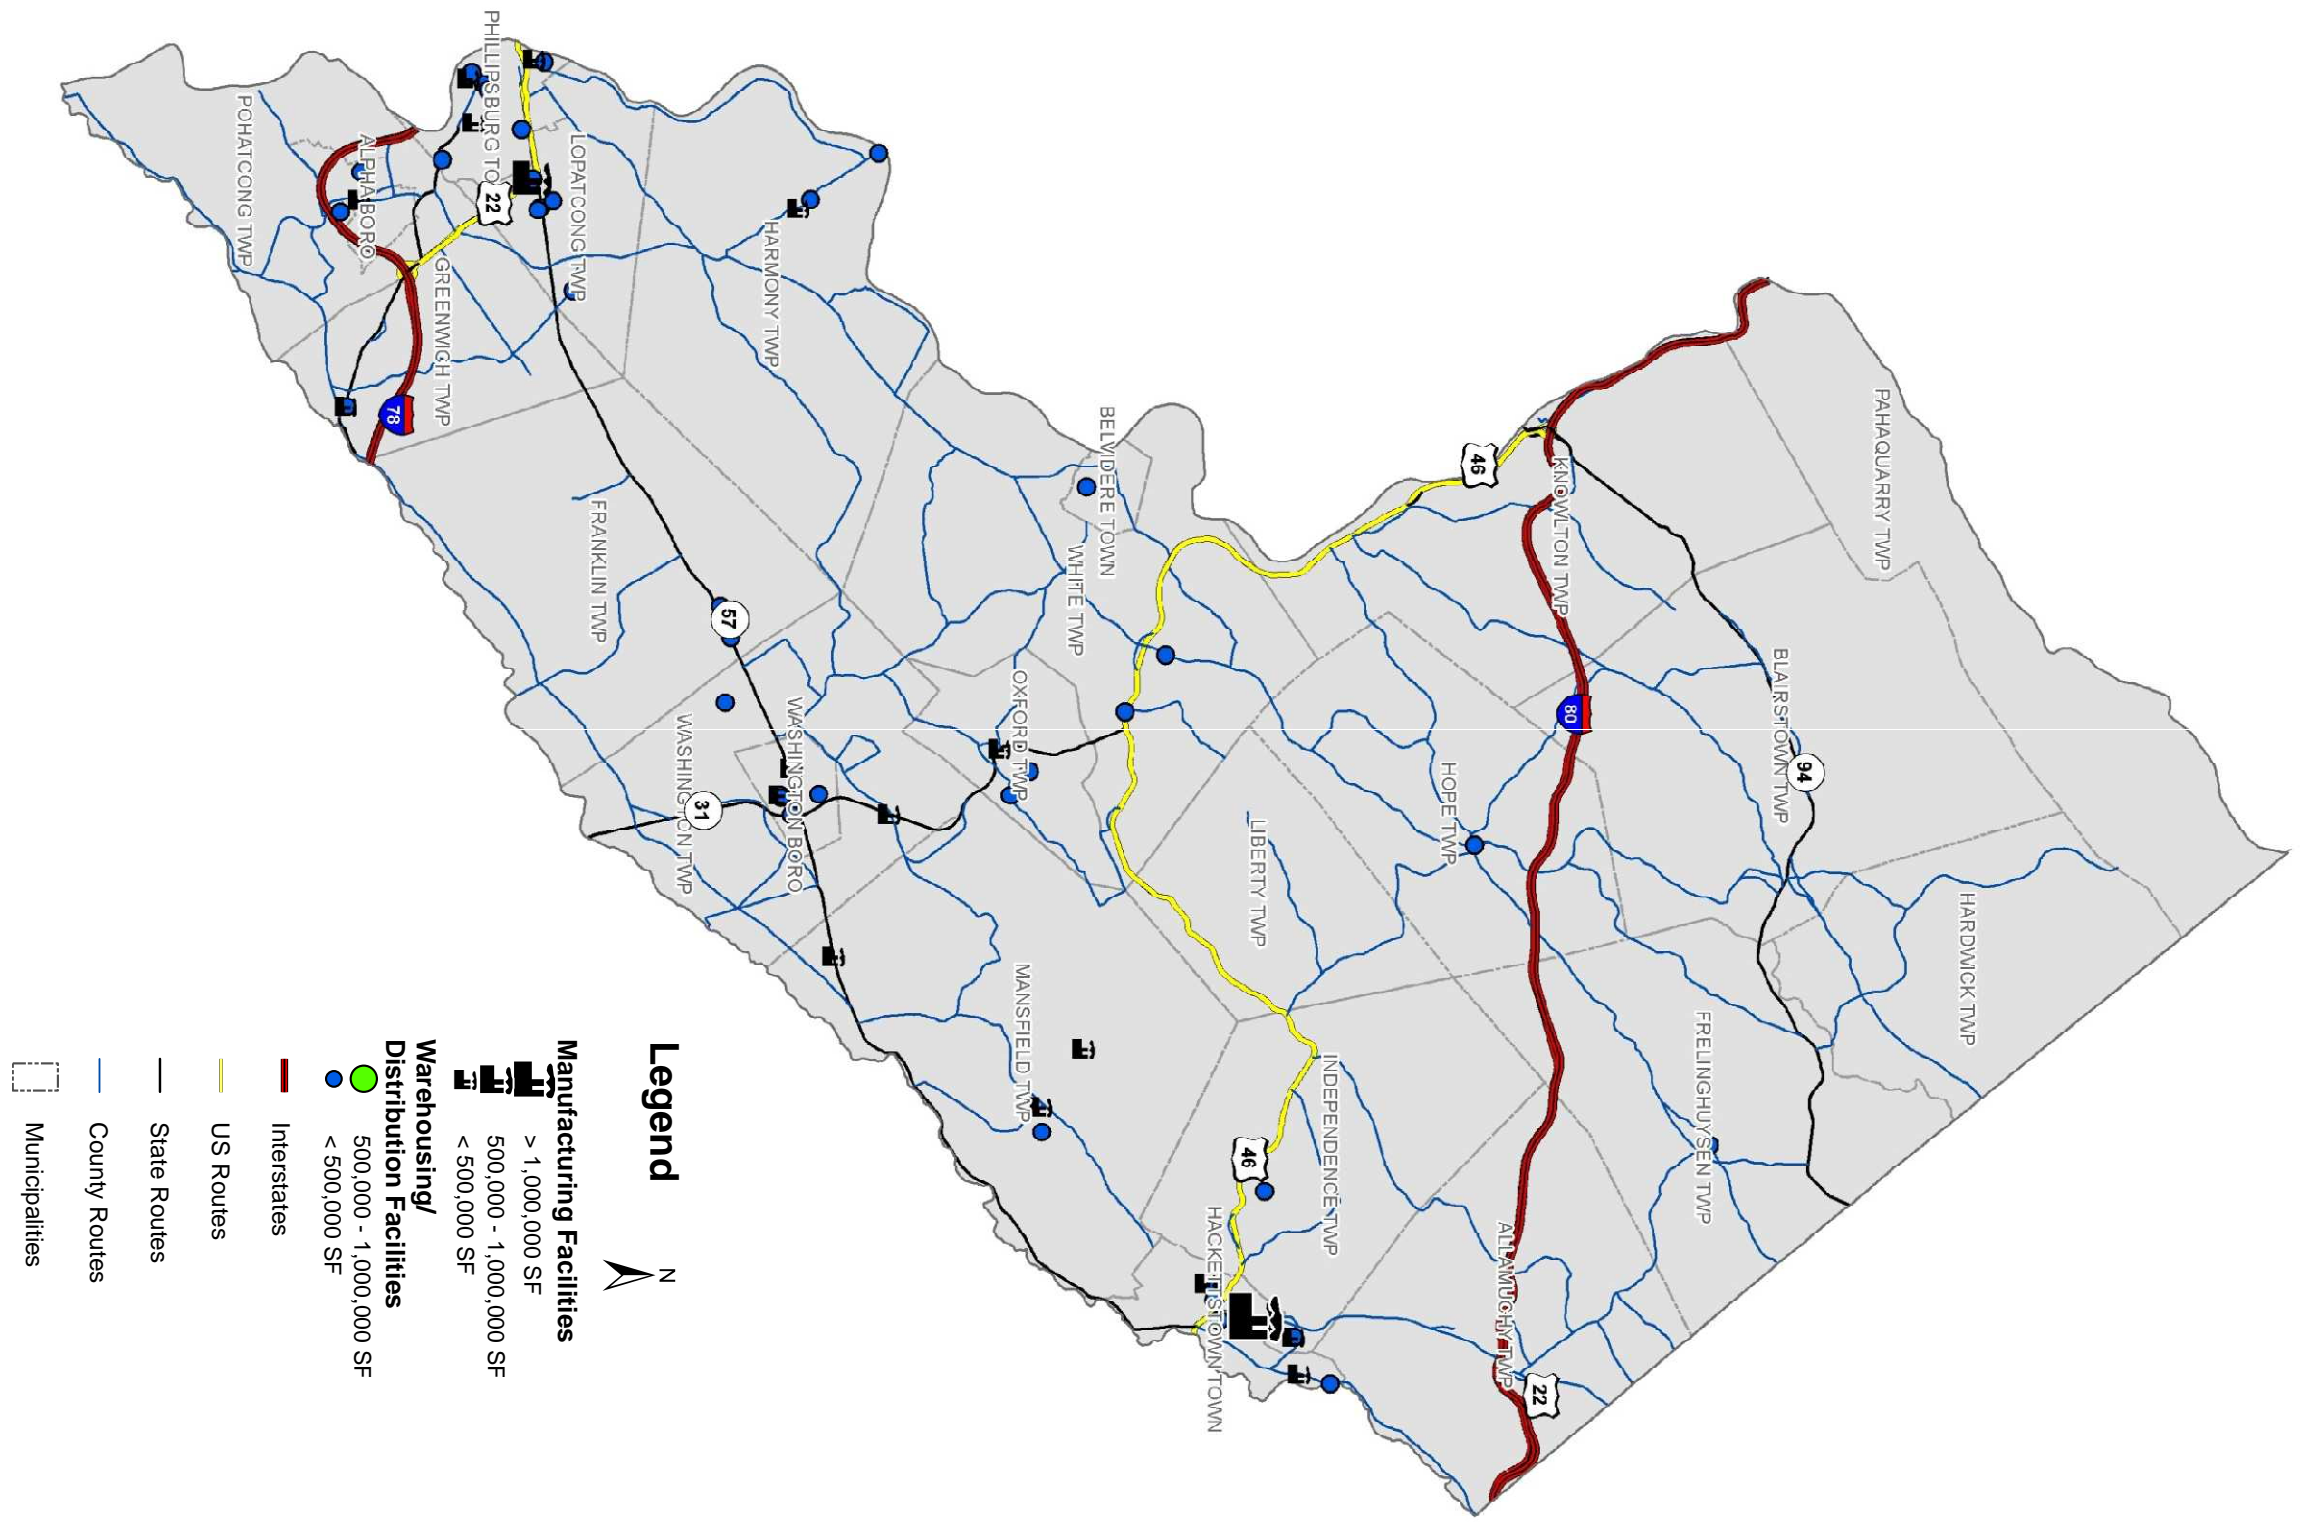 PAHAQUARRY TWP
HARDWICK TWP
94
BLAIRSTOWN TWP
FRELINGHUYSEN TWP
KNOWLTON TWP
80
ALLAMUCHY TWP
22
46
HOPE TWP
INDEPENDENCE TWP
LIBERTY TWP
46
HACKETTSTOWN TOWN
BELVIDERE TOWN
WHITE TWP
OXFORD TWP
MANSFIELD TWP
HARMONY TWP
WASHINGTON BORO
57
31
WASHINGTON TWP
FRANKLIN TWP
LOPATCONG TWP
PHILLIPSBURG TO
22
GREENWICH TWP
78
ALPHA BORO
POHATCONG TWP
Legend
N
Manufacturing Facilities
> 1,000,000 SF
500,000 - 1,000,000 SF
< 500,000 SF
Warehousing/
Distribution Facilities
500,000 - 1,000,000 SF
< 500,000 SF
Interstates
US Routes
State Routes
County Routes
Municipalities